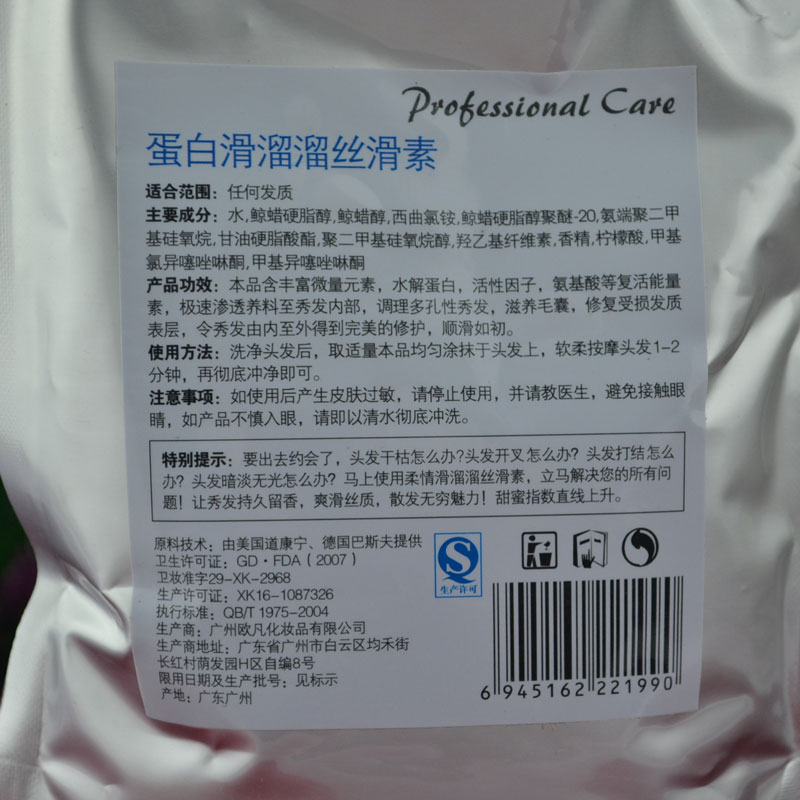 Professional Care
蛋白滑溜溜丝滑素
适合范围：任何发质
主要成分：水,鲸蜡硬脂醇,鲸蜡醇,西曲氯铵,鲸蜡硬脂醇聚醚-20,氨端聚二甲
基硅氧烷,甘油硬脂酸酯,聚二甲基硅氧烷醇,羟乙基纤维素,香精,柠檬酸,甲基
氯异噻唑啉酮,甲基异噻唑啉酮
产品功效：本品含丰富微量元素，水解蛋白，活性因子，氨基酸等复活能量
素，极速渗透养料至秀发内部，调理多孔性秀发，滋养毛囊，修复受损发质
表层，令秀发由内至外得到完美的修护，顺滑如初。
使用方法：洗净头发后，取适量本品均匀涂抹于头发上，软柔按摩头发1-2
分钟，再彻底冲净即可。
注意事项：如使用后产生皮肤过敏，请停止使用，并请教医生，避免接触眼
睛，如产品不慎入眼，请即以清水彻底冲洗。
特别提示：要出去约会了，头发干枯怎么办?头发开叉怎么办？头发打结怎么
办？头发暗淡无光怎么办？马上使用柔情滑溜溜丝滑素，立马解决您的所有问
题！让秀发持久留香，爽滑丝质，散发无穷魅力！甜蜜指数直线上升。
原料技术：由美国道康宁、德国巴斯夫提供
卫生许可证：GD·FDA（2007）
卫妆准字29-XK-2968
生产许可证：XK16-1087326
执行标准：QB/T 1975-2004
生产商：广州欧凡化妆品有限公司
生产商地址：广东省广州市白云区均禾街
长红村荫发园H区自编8号
限用日期及生产批号：见标示
产地：广东广州
生产许可
6 945162 221990